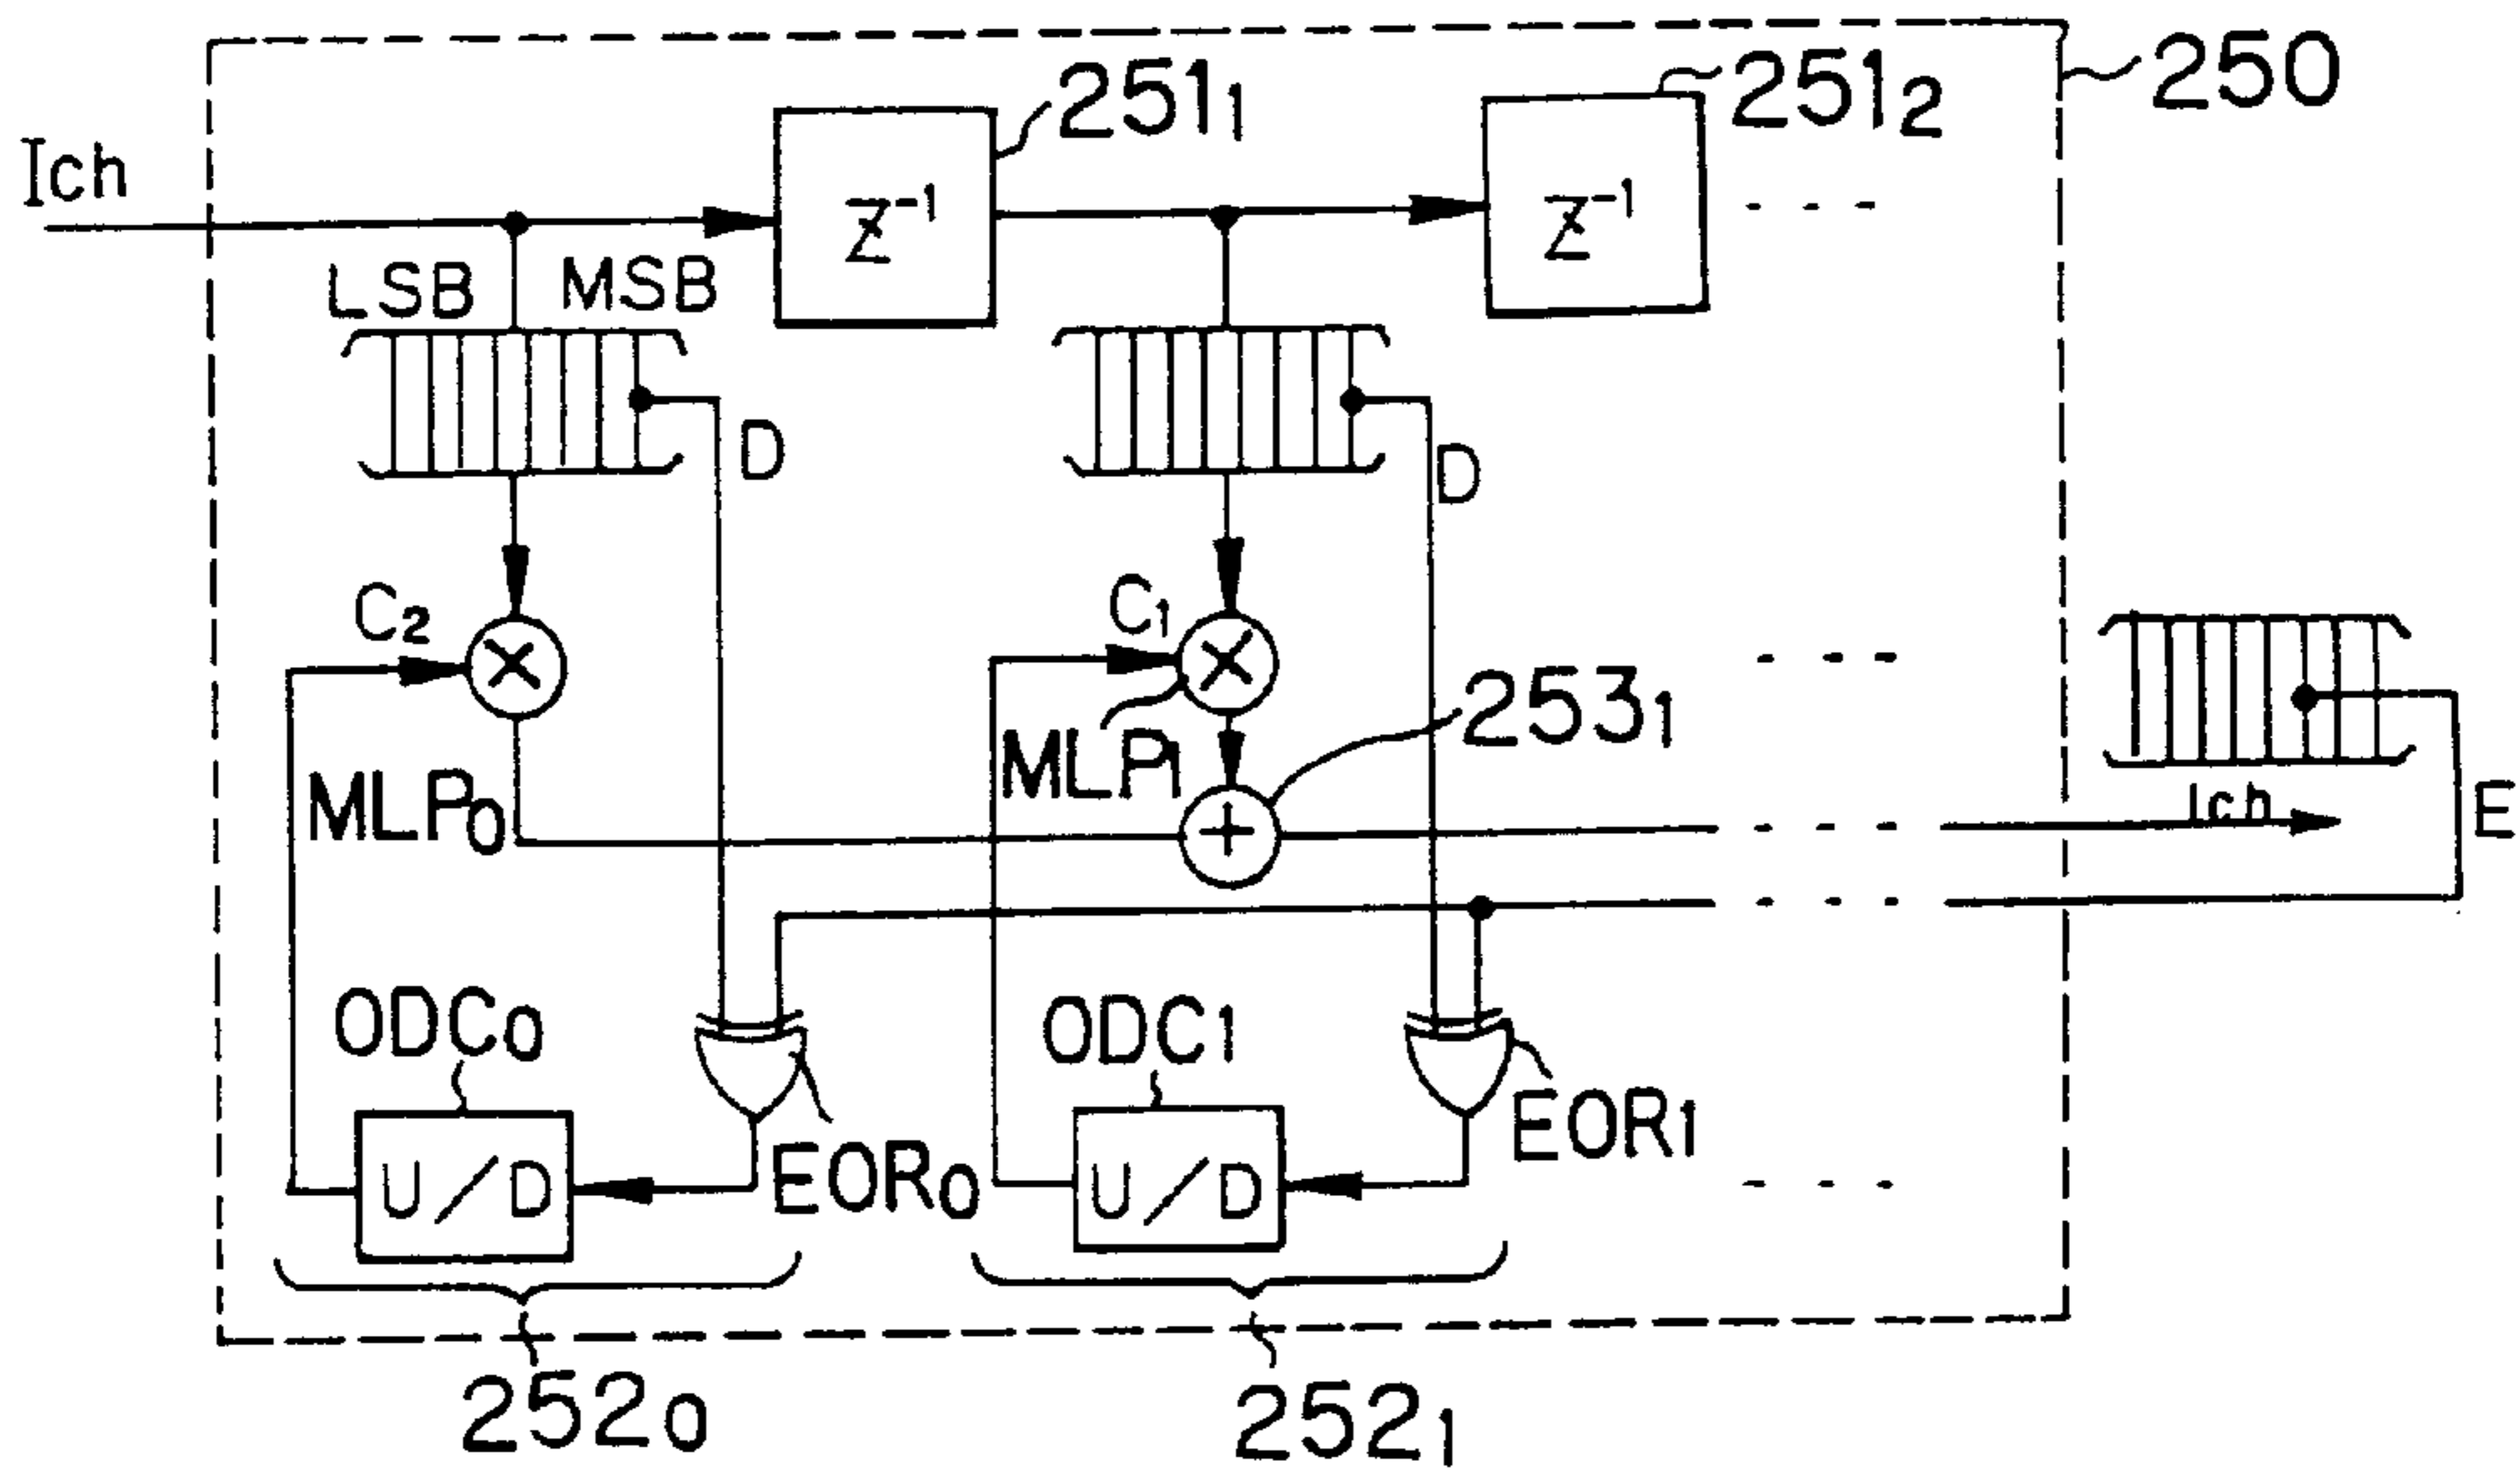 251₁
251₂
250
Ich
Z⁻¹
Z⁻¹
LSB
MSB
D
D
C₂
C₁
253₁
MLP₀
MLP₁
Ich
E
ODC₀
ODC1
U/D
EOR₀
U/D
EOR₁
252₀
252₁